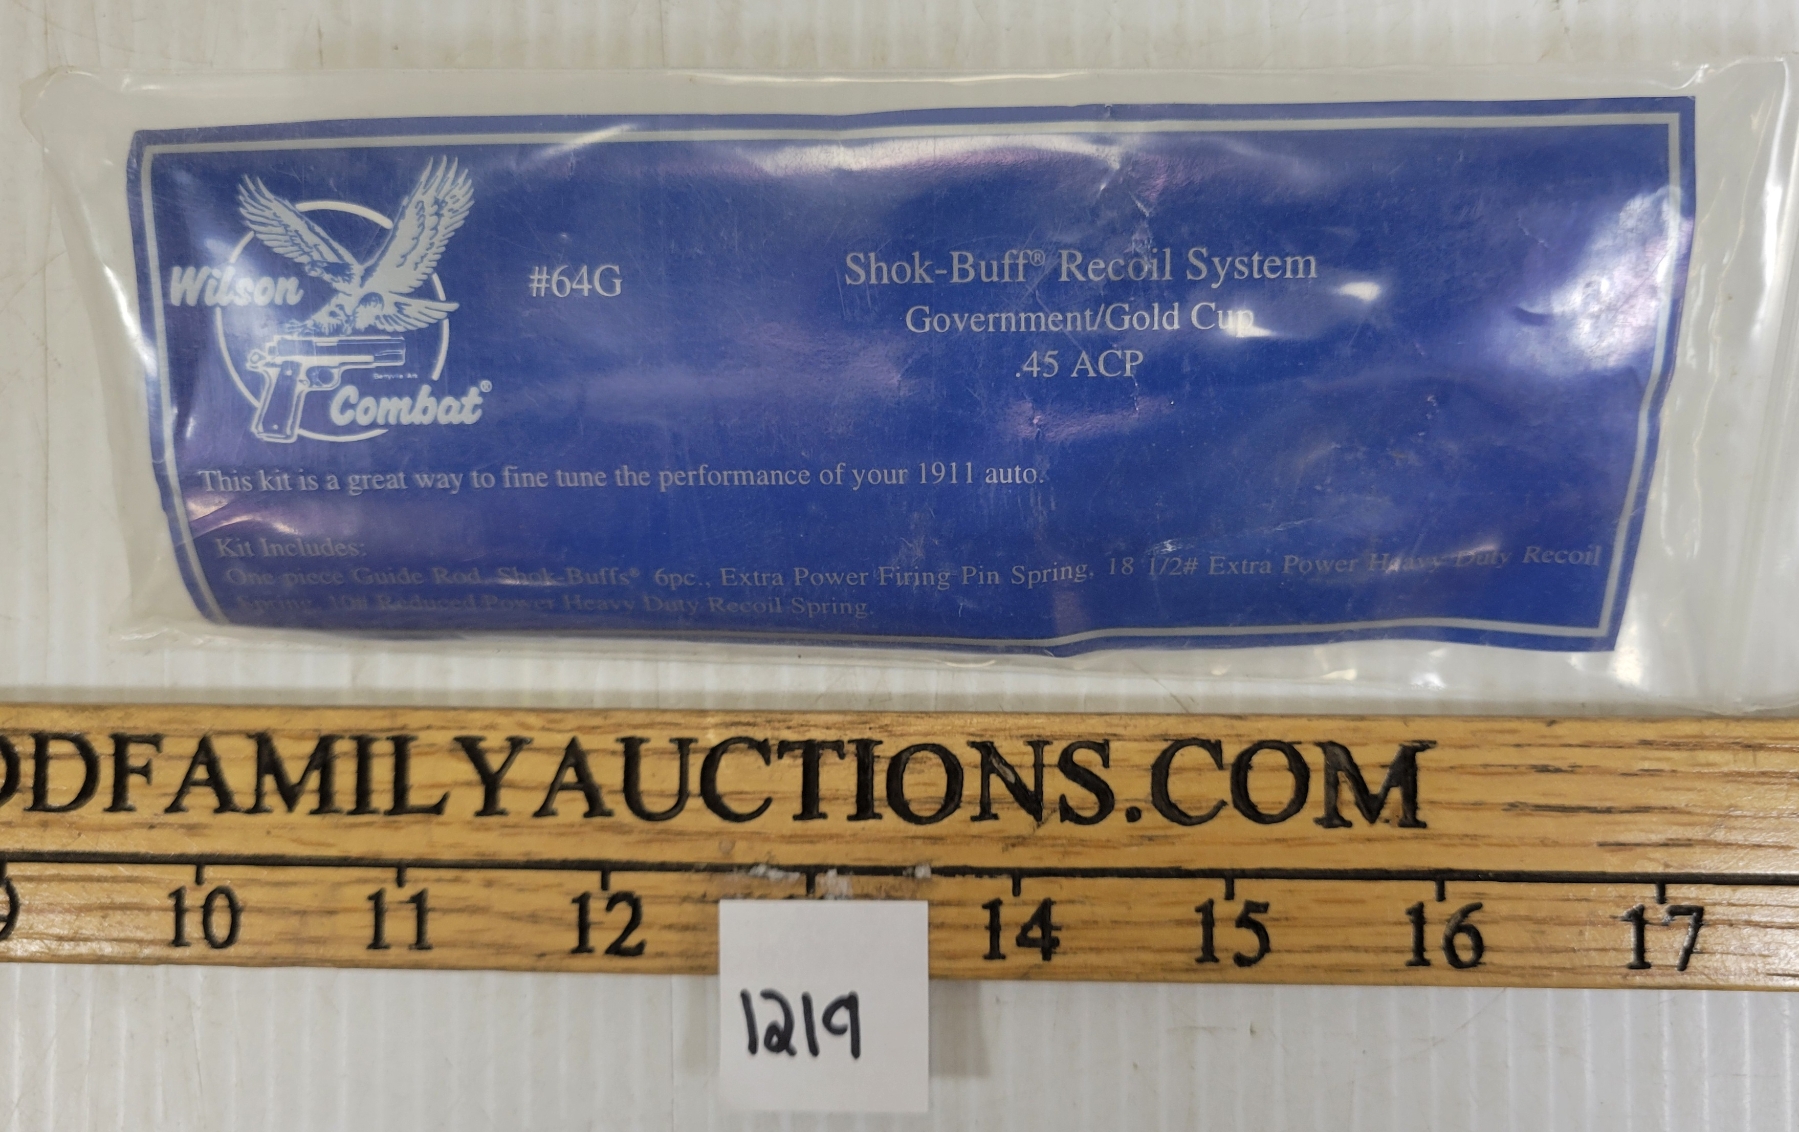 Wilson
Combat®
#64G
Shok-Buff® Recoil System
Government/Gold Cup
.45 ACP
This kit is a great way to fine tune the performance of your 1911 auto.
Kit Includes:
One-piece Guide Rod, Shok-Buffs® 6pc., Extra Power Firing Pin Spring, 18 1/2# Extra Power Heavy Duty Recoil
Spring, 10# Reduced Power Heavy Duty Recoil Spring.
DFAMILYAUCTIONS.COM
9 10 11 12 14 15 16 17
1219